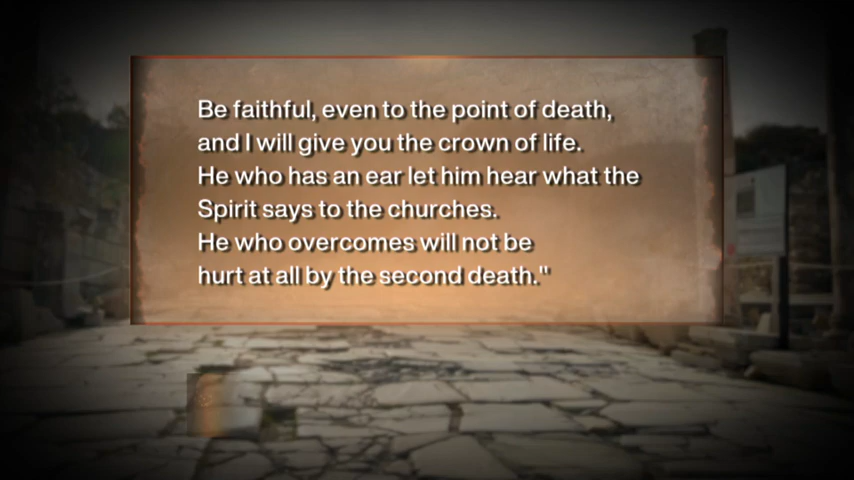 Be faithful, even to the point of death,
and I will give you the crown of life.
He who has an ear let him hear what the
Spirit says to the churches.
He who overcomes will not be
hurt at all by the second death."